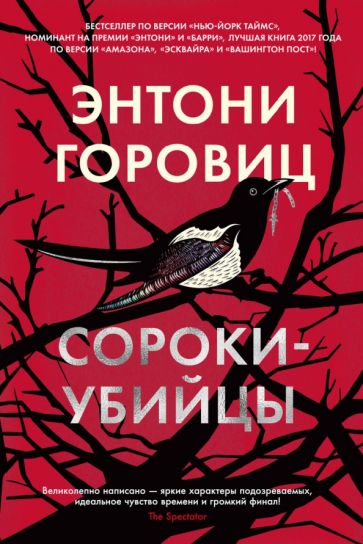 БЕСТСЕЛЛЕР ПО ВЕРСИИ «НЬЮ-ЙОРК ТАЙМС»,
НОМИНАНТ НА ПРЕМИИ «ЭНТОНИ» И «БАРРИ», ЛУЧШАЯ КНИГА 2017 ГОДА
ПО ВЕРСИИ «АМАЗОНА», «ЭСКВАЙРА» И «ВАШИНГТОН ПОСТ»!
ЭНТОНИ
ГОРОВИЦ
СОРОКИ-
УБИЙЦЫ
Великолепно написано — яркие характеры подозреваемых,
идеальное чувство времени и громкий финал!
The Spectator